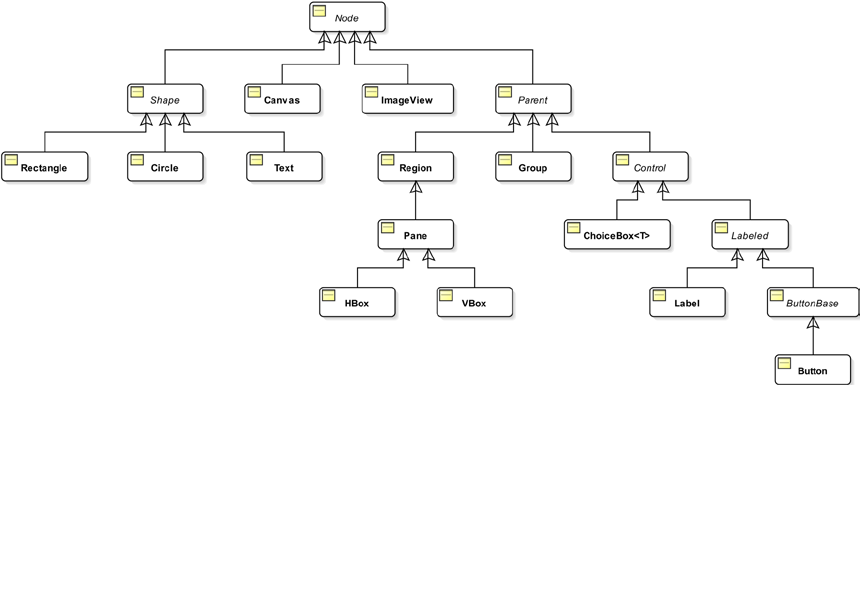 Node
Shape
Canvas
ImageView
Parent
Rectangle
Circle
Text
Region
Group
Control
Pane
ChoiceBox<T>
Labeled
HBox
VBox
Label
ButtonBase
Button